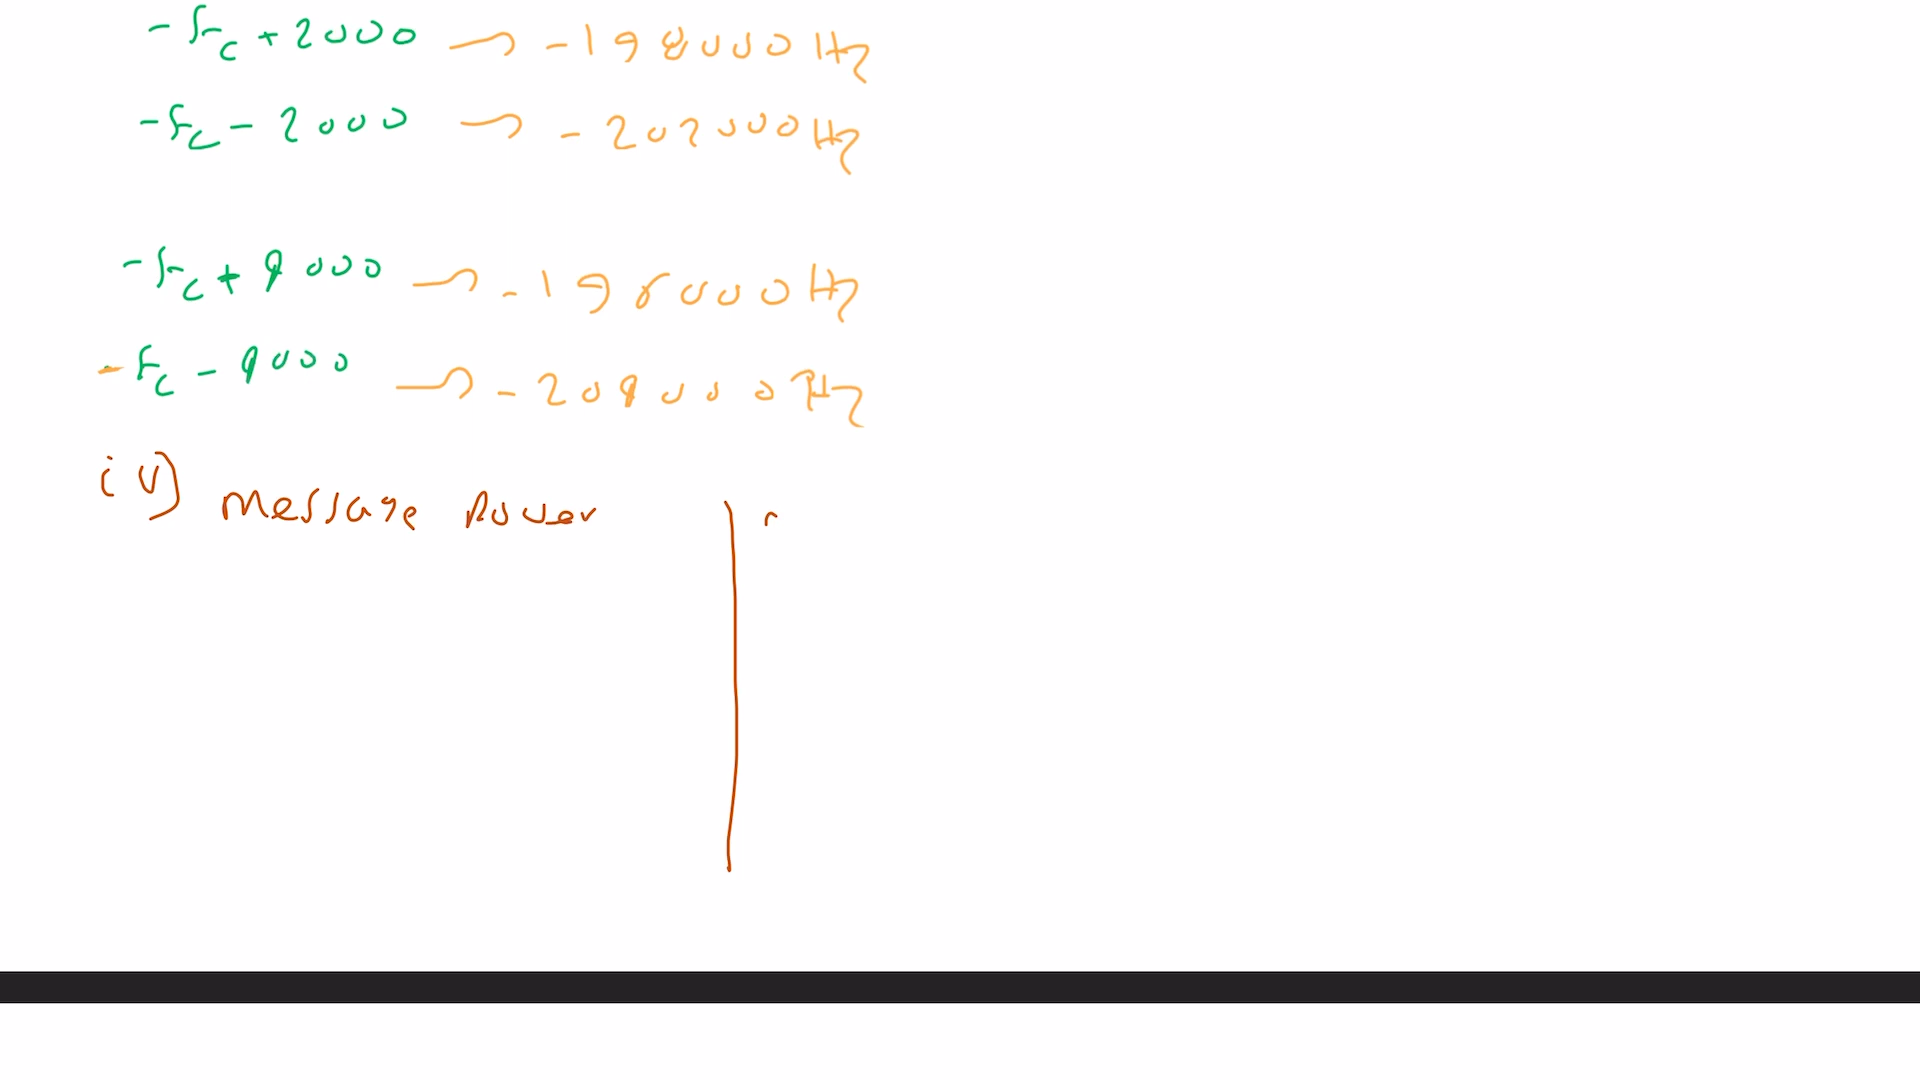 -fc + 2000 → -198000 Hz
-fc - 2000 → -202000 Hz
-fc + 4000 → -196000 Hz
-fc - 4000 → -204000 Hz
iv) message Power